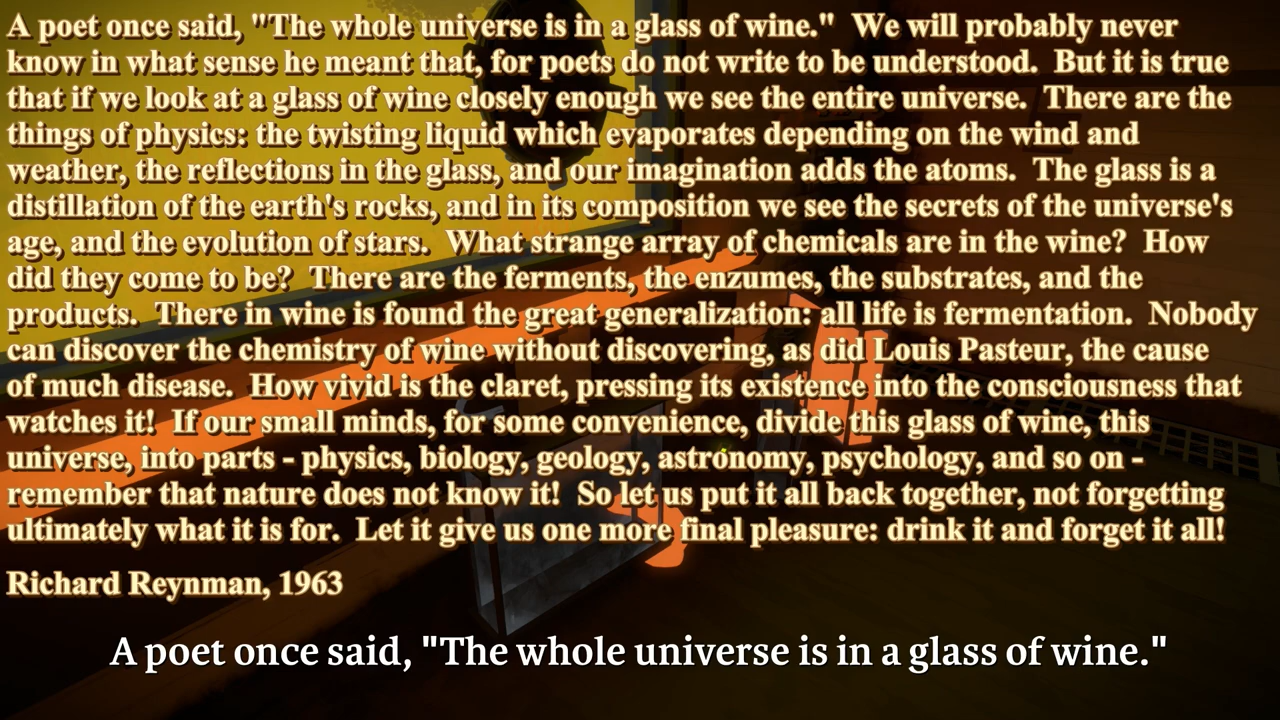 A poet once said, "The whole universe is in a glass of wine."  We will probably never
know in what sense he meant that, for poets do not write to be understood.  But it is true
that if we look at a glass of wine closely enough we see the entire universe.  There are the
things of physics: the twisting liquid which evaporates depending on the wind and
weather, the reflections in the glass, and our imagination adds the atoms.  The glass is a
distillation of the earth's rocks, and in its composition we see the secrets of the universe's
age, and the evolution of stars.  What strange array of chemicals are in the wine?  How
did they come to be?  There are the ferments, the enzumes, the substrates, and the
products.  There in wine is found the great generalization: all life is fermentation.  Nobody
can discover the chemistry of wine without discovering, as did Louis Pasteur, the cause
of much disease.  How vivid is the claret, pressing its existence into the consciousness that
watches it!  If our small minds, for some convenience, divide this glass of wine, this
universe, into parts - physics, biology, geology, astronomy, psychology, and so on -
remember that nature does not know it!  So let us put it all back together, not forgetting
ultimately what it is for.  Let it give us one more final pleasure: drink it and forget it all!
Richard Reynman, 1963
A poet once said, "The whole universe is in a glass of wine."